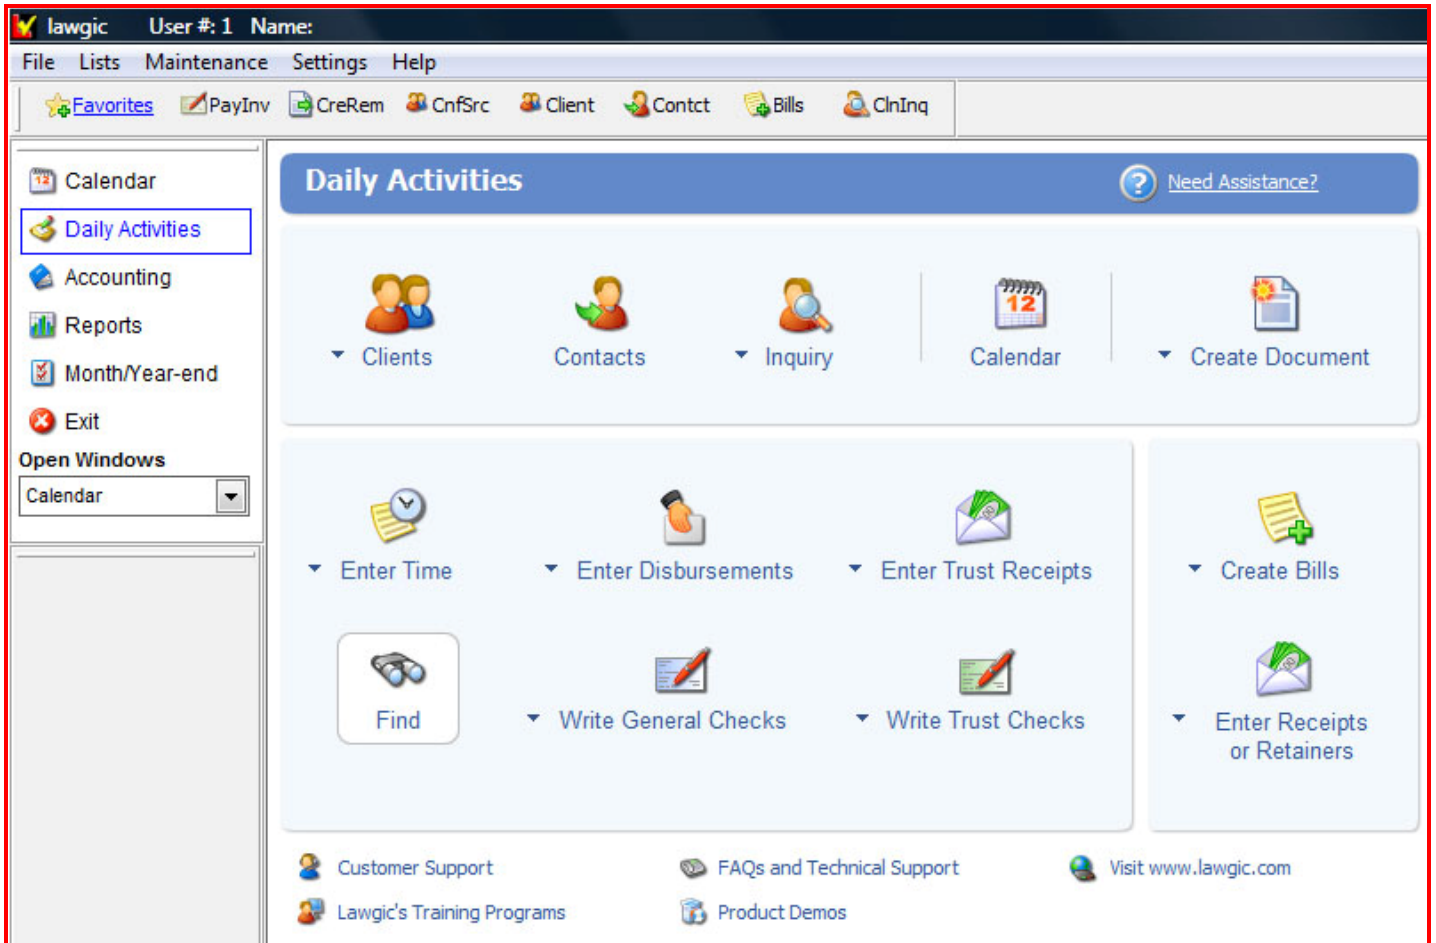 lawgic User #: 1 Name:
File Lists Maintenance Settings Help
Favorites PayInv CreRem CnfSrc Client Contct Bills ClnInq
Calendar
Daily Activities
Accounting
Reports
Month/Year-end
Exit
Open Windows
Calendar
Daily Activities Need Assistance?
12
Clients Contacts Inquiry Calendar Create Document
Enter Time Enter Disbursements Enter Trust Receipts Create Bills
Find Write General Checks Write Trust Checks Enter Receipts
or Retainers
Customer Support FAQs and Technical Support Visit www.lawgic.com
Lawgic's Training Programs Product Demos